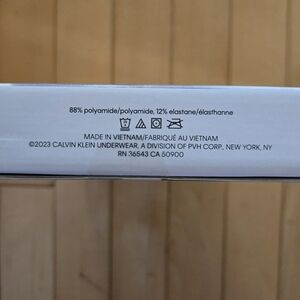 88% polyamide/polyamide, 12% elastane/élasthanne
MADE IN VIETNAM/FABRIQUÉ AU VIETNAM
©2023 CALVIN KLEIN UNDERWEAR, A DIVISION OF PVH CORP., NEW YORK, NY
RN 36543 CA 50900